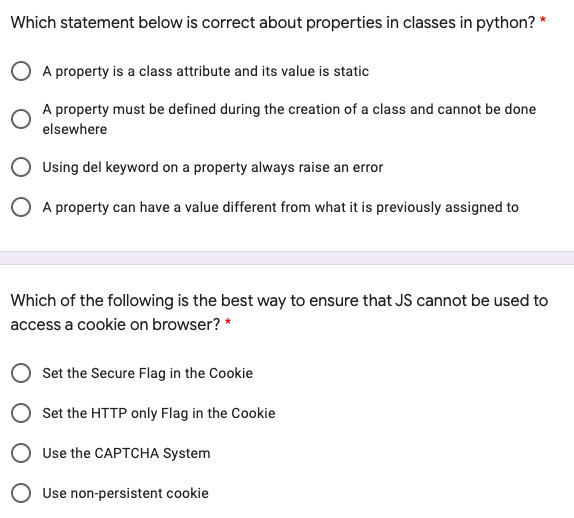 Which statement below is correct about properties in classes in python? *
A property is a class attribute and its value is static
A property must be defined during the creation of a class and cannot be done
elsewhere
Using del keyword on a property always raise an error
A property can have a value different from what it is previously assigned to
Which of the following is the best way to ensure that JS cannot be used to
access a cookie on browser? *
Set the Secure Flag in the Cookie
Set the HTTP only Flag in the Cookie
Use the CAPTCHA System
Use non-persistent cookie